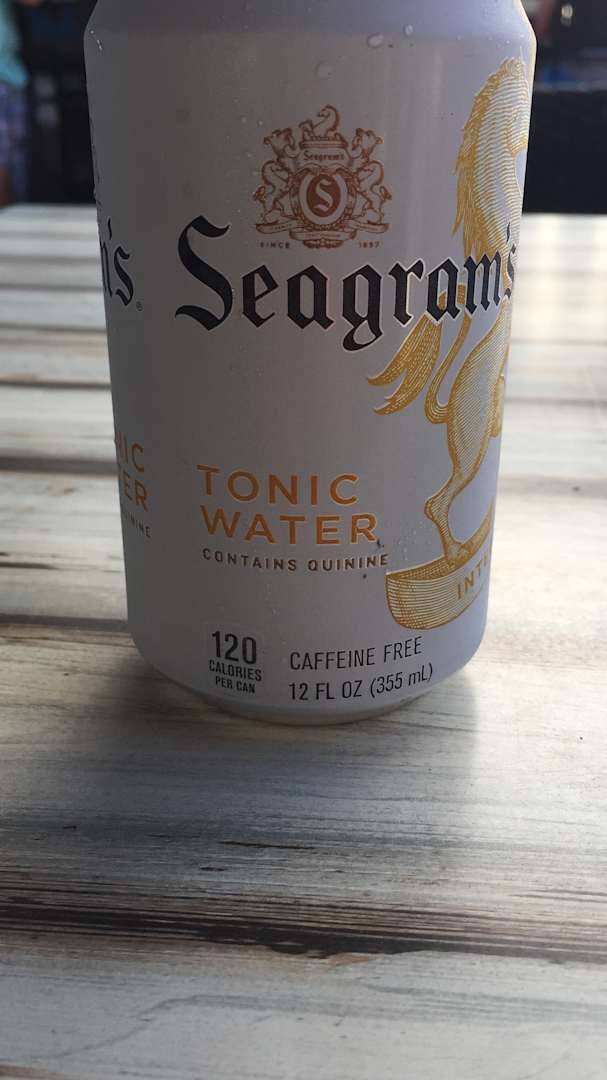 Seagram's
S
SINCE 1857
Seagram's
TONIC
WATER
CONTAINS QUININE
120
CALORIES
PER CAN
CAFFEINE FREE
12 FL OZ (355 mL)